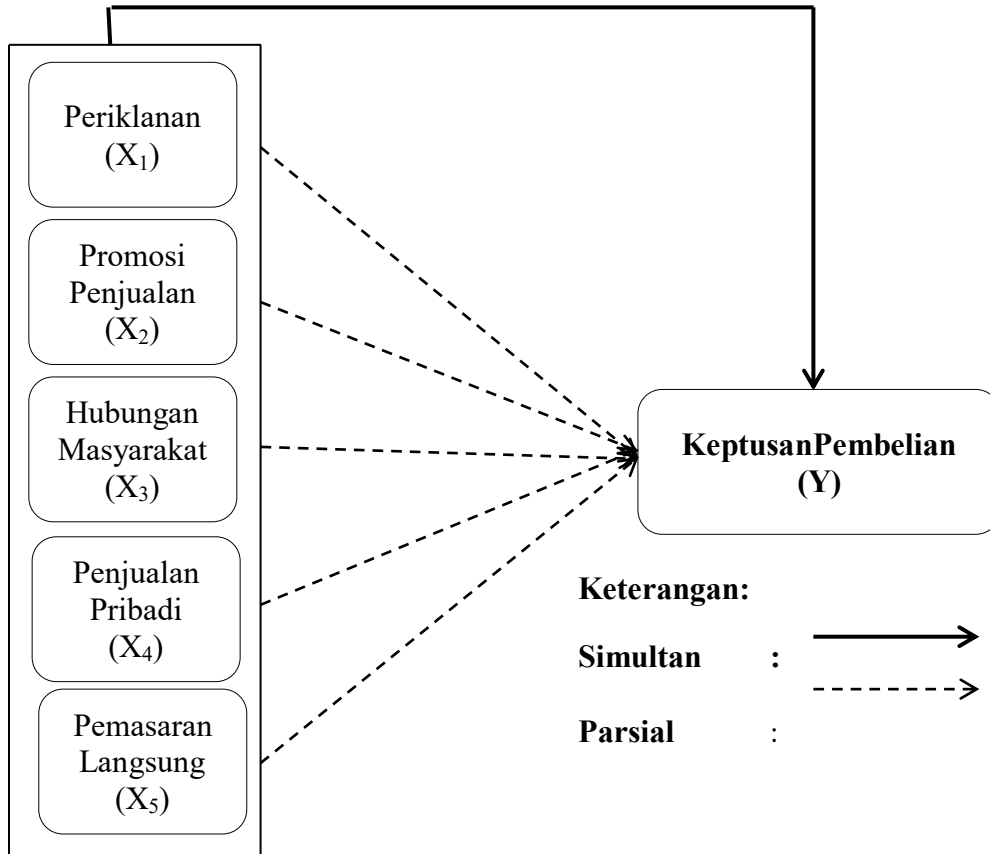 Periklanan
(X₁)
Promosi
Penjualan
(X₂)
Hubungan
Masyarakat
(X₃)
Penjualan
Pribadi
(X₄)
Pemasaran
Langsung
(X₅)
KeptusanPembelian
(Y)
Keterangan:
Simultan :
Parsial :